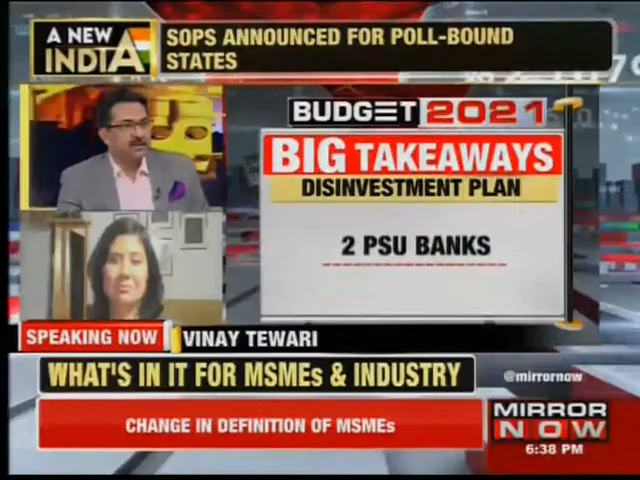 A NEW
INDIA
SOPS ANNOUNCED FOR POLL-BOUND
STATES
BUDGET 2021
BIG TAKEAWAYS
DISINVESTMENT PLAN
2 PSU BANKS
SPEAKING NOW
VINAY TEWARI
WHAT'S IN IT FOR MSMEs & INDUSTRY
@mirrornow
CHANGE IN DEFINITION OF MSMEs
MIRROR
NOW
6:38 PM